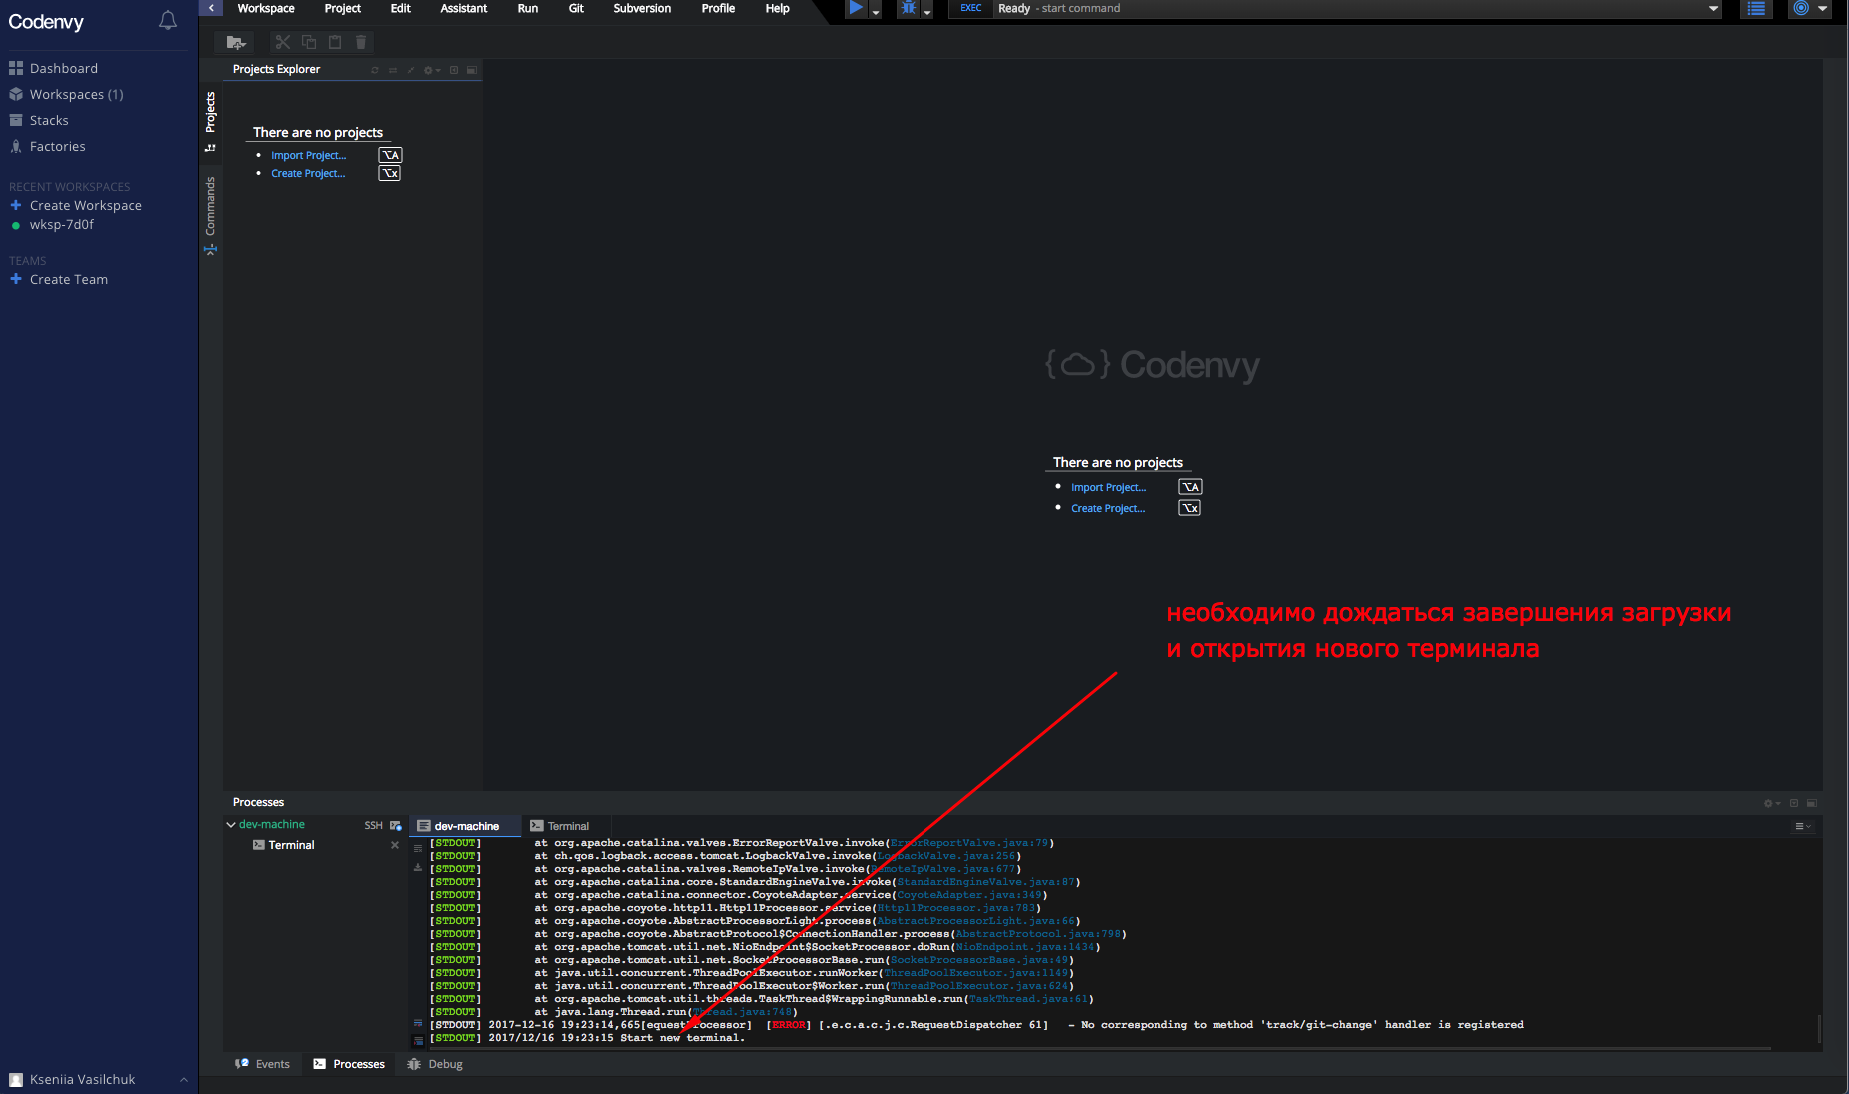 Codenvy
Dashboard
Workspaces (1)
Stacks
Factories
RECENT WORKSPACES
Create Workspace
wksp-7d0f
TEAMS
Create Team
Kseniia Vasilchuk
Workspace Project Edit Assistant Run Git Subversion Profile Help
EXEC Ready - start command
Projects Explorer
Projects
Commands
There are no projects
Import Project... ⌥A
Create Project... ⌥X
{ } Codenvy
There are no projects
Import Project... ⌥A
Create Project... ⌥X
необходимо дождаться завершения загрузки
и открытия нового терминала
Processes
dev-machine SSH
Terminal
dev-machine Terminal
[STDOUT] at org.apache.catalina.valves.ErrorReportValve.invoke(ErrorReportValve.java:79)
[STDOUT] at ch.qos.logback.access.tomcat.LogbackValve.invoke(LogbackValve.java:256)
[STDOUT] at org.apache.catalina.valves.RemoteIpValve.invoke(RemoteIpValve.java:677)
[STDOUT] at org.apache.catalina.core.StandardEngineValve.invoke(StandardEngineValve.java:87)
[STDOUT] at org.apache.catalina.connector.CoyoteAdapter.service(CoyoteAdapter.java:349)
[STDOUT] at org.apache.coyote.http11.Http11Processor.service(Http11Processor.java:783)
[STDOUT] at org.apache.coyote.AbstractProcessorLight.process(AbstractProcessorLight.java:66)
[STDOUT] at org.apache.coyote.AbstractProtocol$ConnectionHandler.process(AbstractProtocol.java:798)
[STDOUT] at org.apache.tomcat.util.net.NioEndpoint$SocketProcessor.doRun(NioEndpoint.java:1434)
[STDOUT] at org.apache.tomcat.util.net.SocketProcessorBase.run(SocketProcessorBase.java:49)
[STDOUT] at java.util.concurrent.ThreadPoolExecutor.runWorker(ThreadPoolExecutor.java:1149)
[STDOUT] at java.util.concurrent.ThreadPoolExecutor$Worker.run(ThreadPoolExecutor.java:624)
[STDOUT] at org.apache.tomcat.util.threads.TaskThread$WrappingRunnable.run(TaskThread.java:61)
[STDOUT] at java.lang.Thread.run(Thread.java:748)
[STDOUT] 2017-12-16 19:23:14,665[equestProcessor] [ERROR] [.e.c.a.c.j.c.RequestDispatcher 61] - No corresponding to method 'track/git-change' handler is registered
[STDOUT] 2017/12/16 19:23:15 Start new terminal.
2 Events Processes Debug